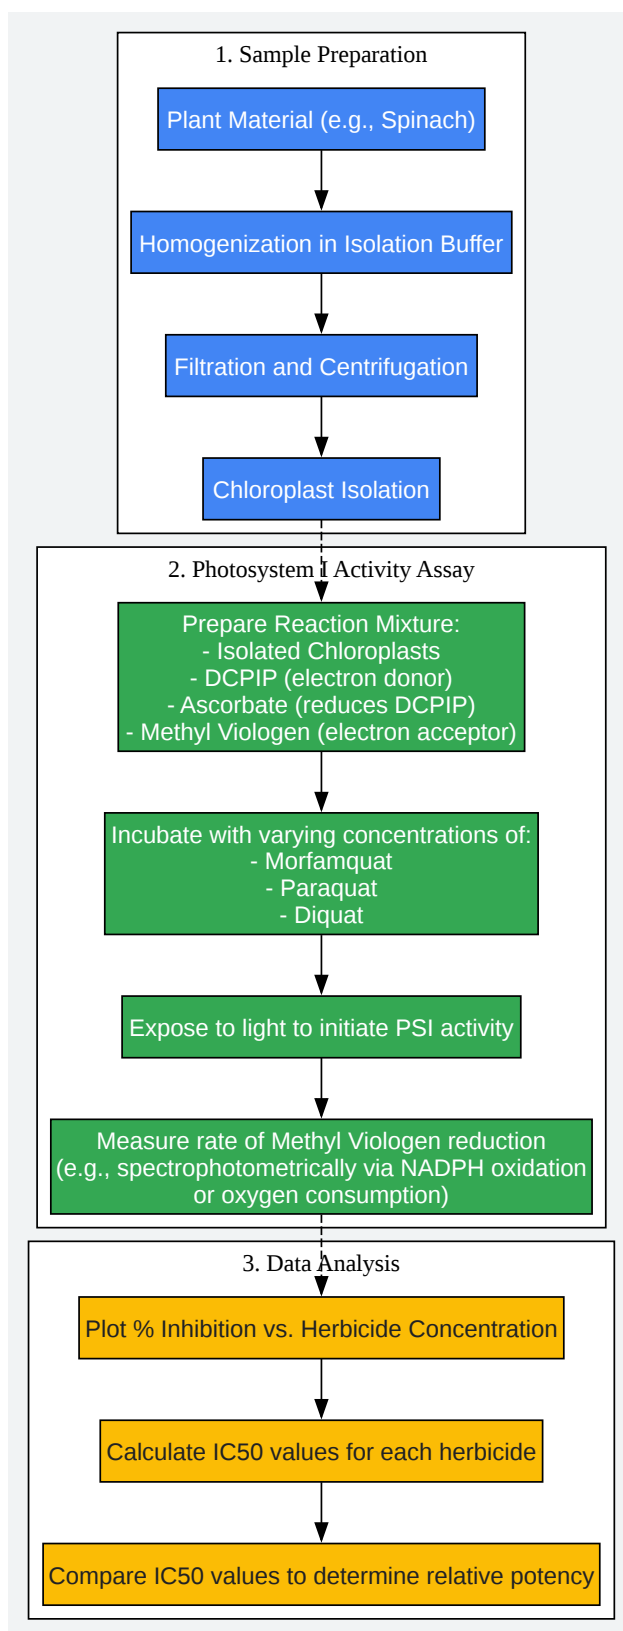 1. Sample Preparation
Plant Material (e.g., Spinach)
Homogenization in Isolation Buffer
Filtration and Centrifugation
Chloroplast Isolation
2. Photosystem I Activity Assay
Prepare Reaction Mixture:
- Isolated Chloroplasts
- DCPIP (electron donor)
- Ascorbate (reduces DCPIP)
- Methyl Viologen (electron acceptor)
Incubate with varying concentrations of:
- Morfamquat
- Paraquat
- Diquat
Expose to light to initiate PSI activity
Measure rate of Methyl Viologen reduction
(e.g., spectrophotometrically via NADPH oxidation
or oxygen consumption)
3. Data Analysis
Plot % Inhibition vs. Herbicide Concentration
Calculate IC50 values for each herbicide
Compare IC50 values to determine relative potency